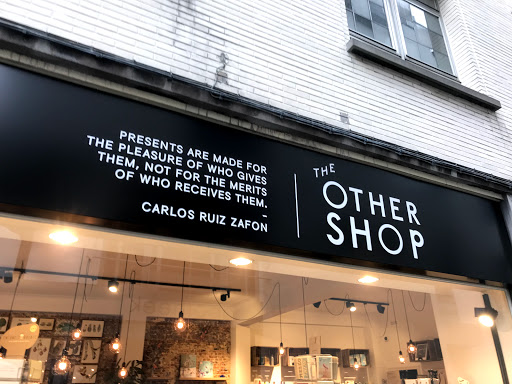 PRESENTS ARE MADE FOR
THE PLEASURE OF WHO GIVES
THEM, NOT FOR THE MERITS
OF WHO RECEIVES THEM.
-
CARLOS RUIZ ZAFON
THE
OTHER
SHOP